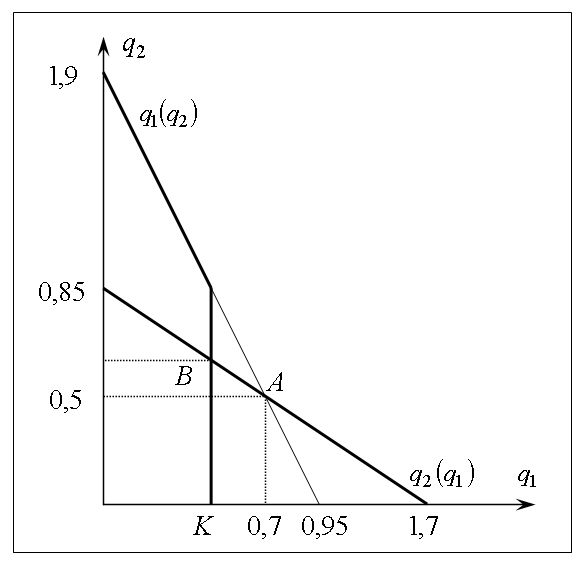 q₂
1,9
q₁(q₂)
0,85
B
A
0,5
q₂(q₁)
q₁
K
0,7
0,95
1,7